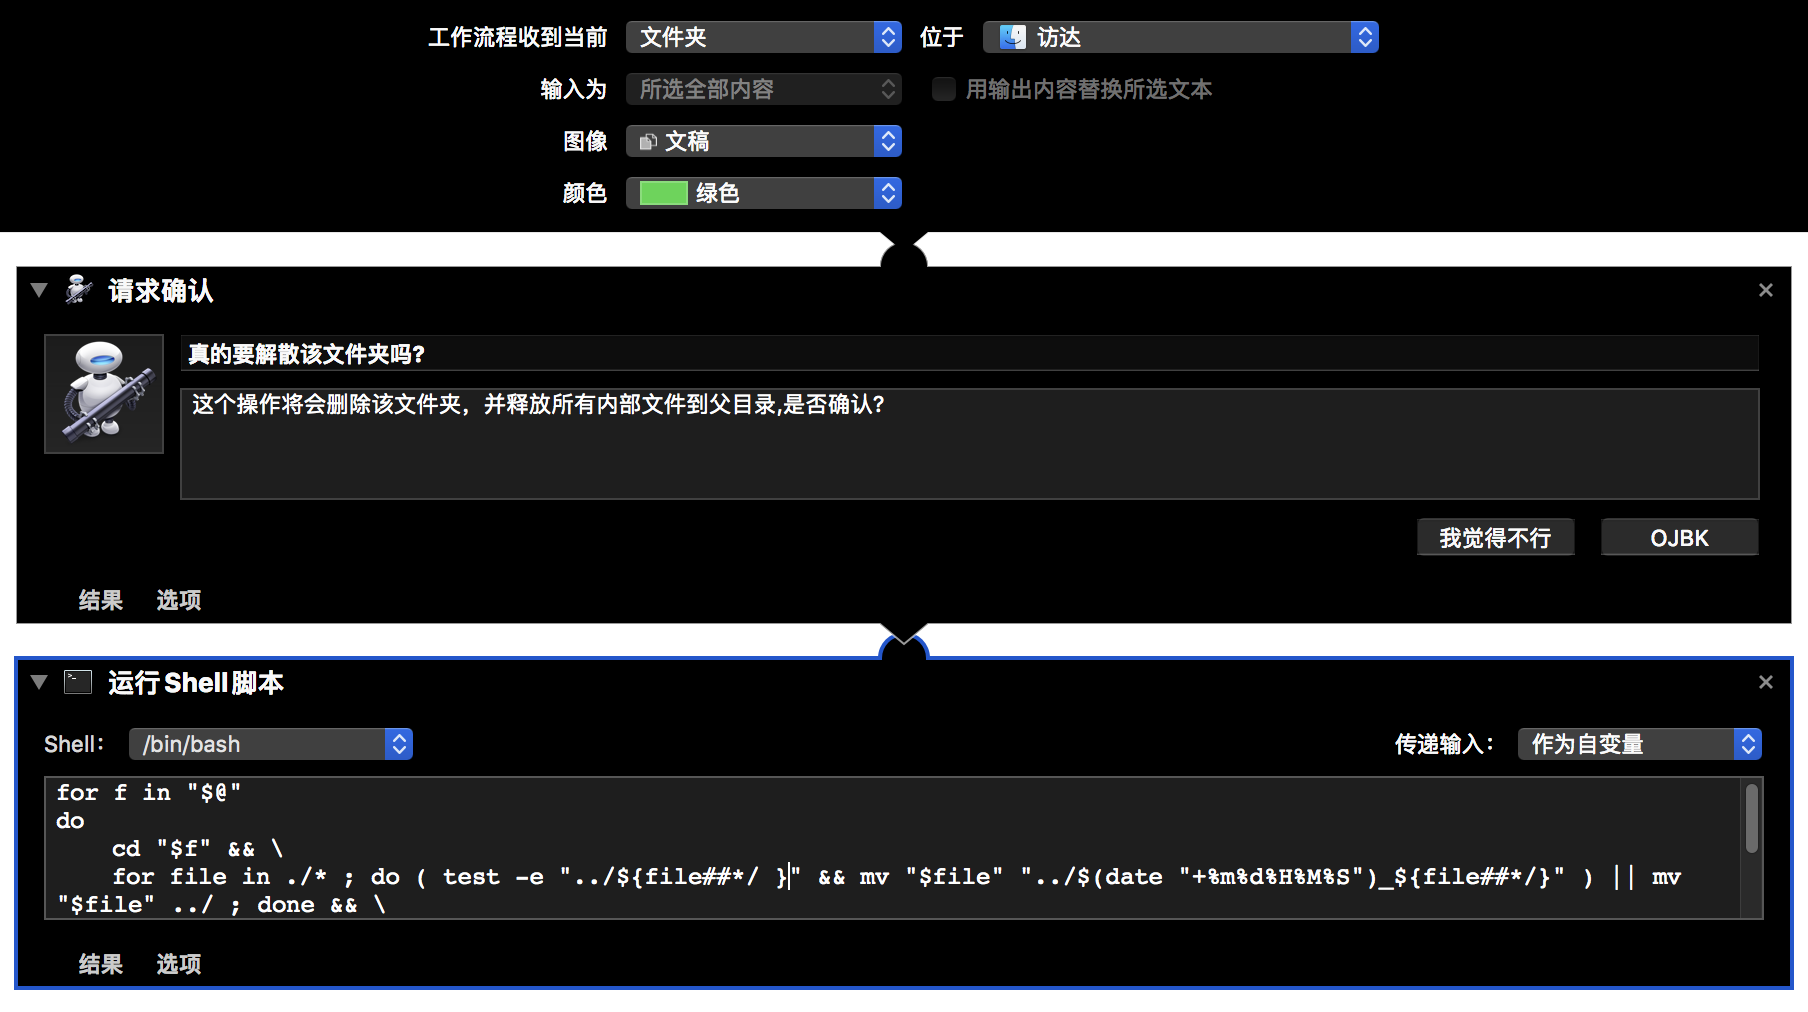 工作流程收到当前 文件夹 位于 访达
输入为 所选全部内容 用输出内容替换所选文本
图像 文稿
颜色 绿色
请求确认
真的要解散该文件夹吗?
这个操作将会删除该文件夹，并释放所有内部文件到父目录,是否确认?
我觉得不行 OJBK
结果 选项
运行 Shell 脚本
Shell： /bin/bash 传递输入： 作为自变量
for f in "$@"
do
cd "$f" && \
for file in ./* ; do ( test -e "../${file##*/ }" && mv "$file" "../$(date "+%m%d%H%M%S")_${file##*/}" ) || mv
"$file" ../ ; done && \
结果 选项